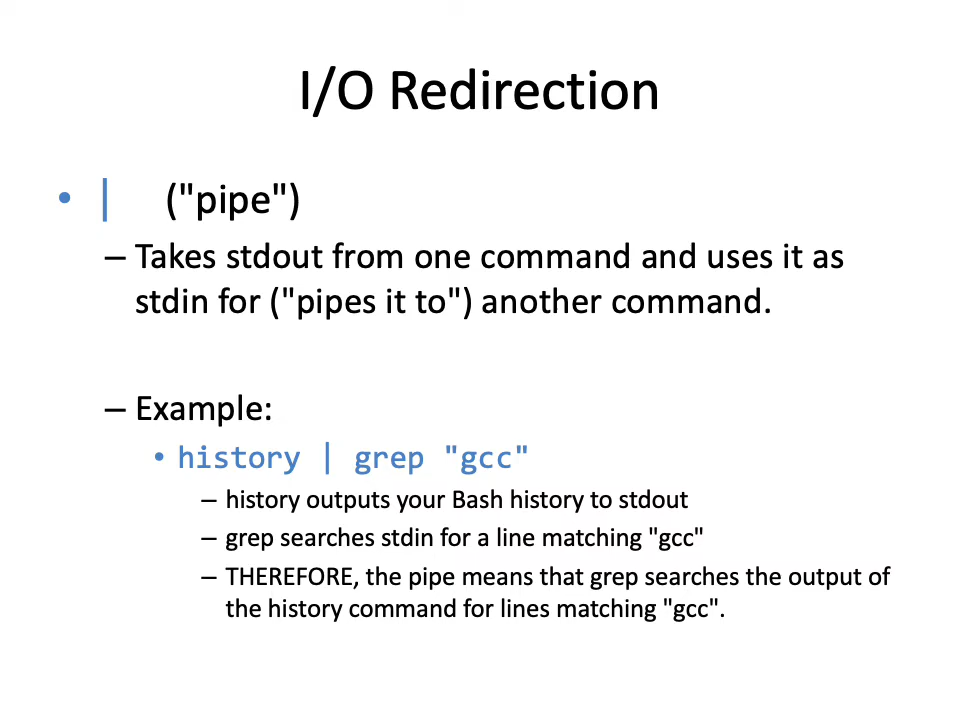 I/O Redirection
• | ("pipe")
– Takes stdout from one command and uses it as
stdin for ("pipes it to") another command.
– Example:
• history | grep "gcc"
– history outputs your Bash history to stdout
– grep searches stdin for a line matching "gcc"
– THEREFORE, the pipe means that grep searches the output of
the history command for lines matching "gcc".